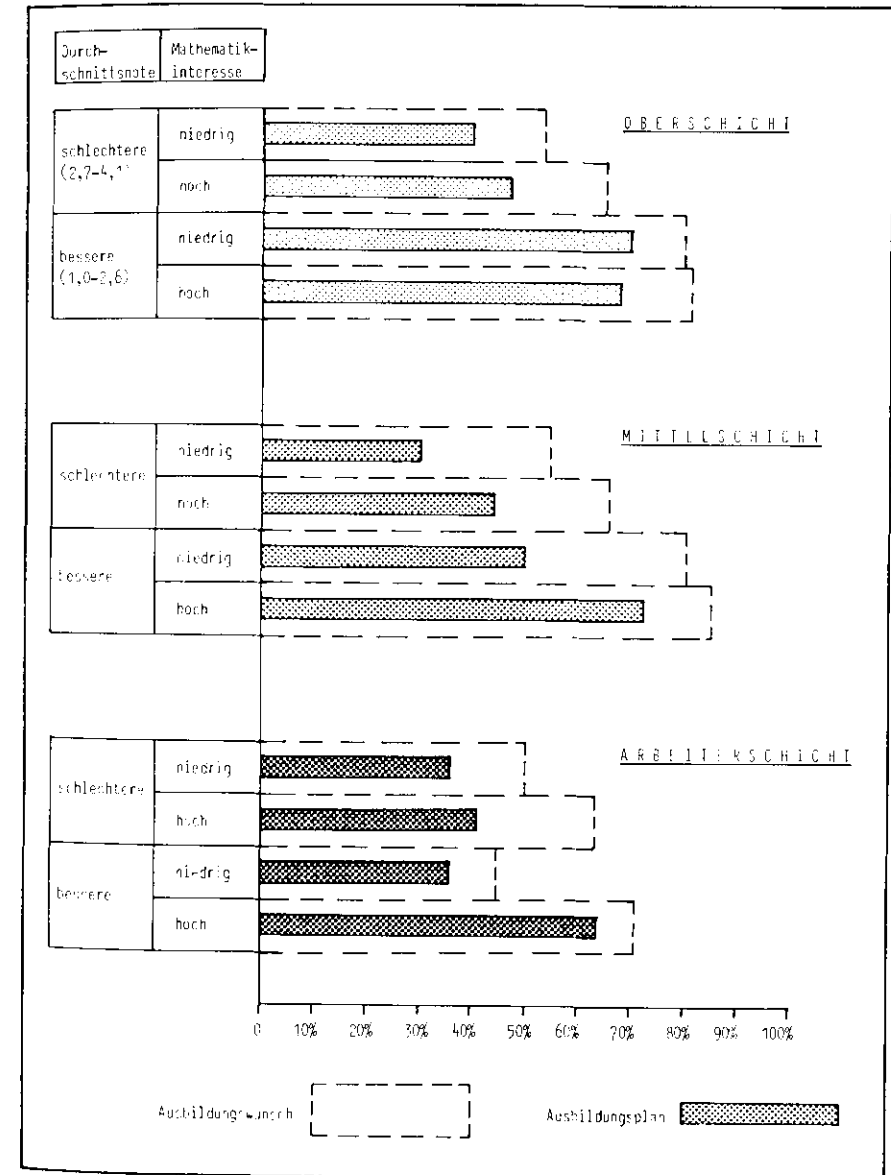 Durch-
schnittsnote
Mathematik-
interesse
OBERSCHICHT
schlechtere
(2,7-4,1)
niedrig
hoch
bessere
(1,0-2,6)
niedrig
hoch
MITTLESCHICHT
schlechtere
niedrig
hoch
bessere
niedrig
hoch
ARBEITERSCHICHT
schlechtere
niedrig
hoch
bessere
niedrig
hoch
0 10% 20% 30% 40% 50% 60% 70% 80% 90% 100%
Ausbildungswunsch
Ausbildungsplan